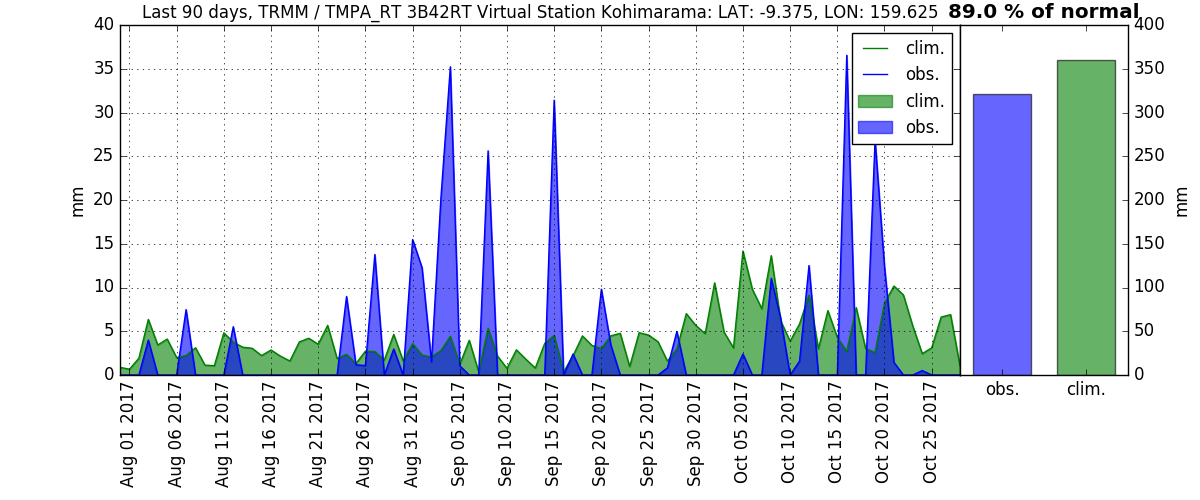 Last 90 days, TRMM / TMPA_RT 3B42RT Virtual Station Kohimarama: LAT: -9.375, LON: 159.625 89.0 % of normal
40
35
30
25
20
15
10
5
0
mm
clim.
obs.
clim.
obs.
400
350
300
250
200
150
100
50
0
mm
obs.
clim.
Aug 01 2017
Aug 06 2017
Aug 11 2017
Aug 16 2017
Aug 21 2017
Aug 26 2017
Aug 31 2017
Sep 05 2017
Sep 10 2017
Sep 15 2017
Sep 20 2017
Sep 25 2017
Sep 30 2017
Oct 05 2017
Oct 10 2017
Oct 15 2017
Oct 20 2017
Oct 25 2017